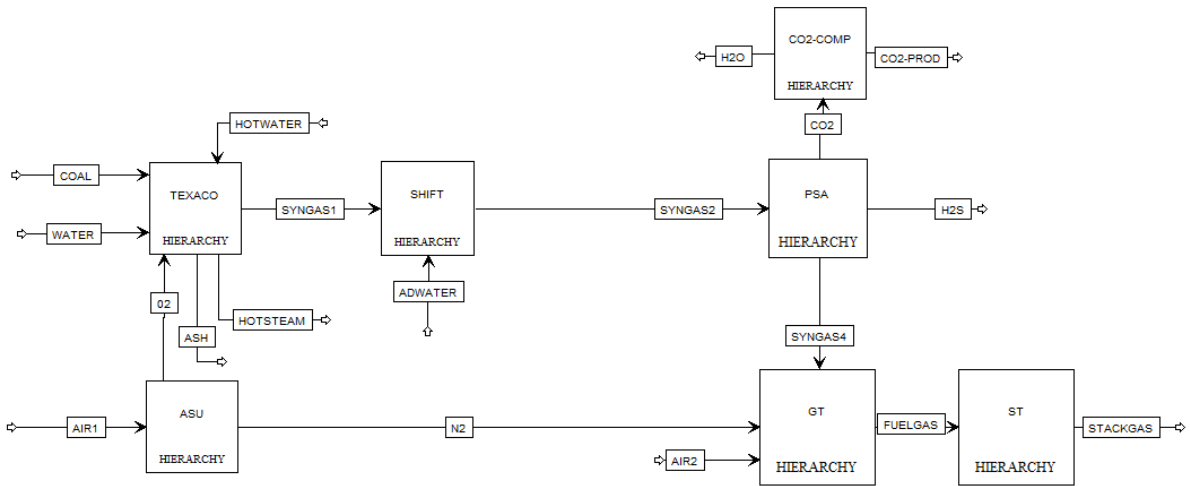 CO2-COMP
H2O
CO2-PROD
HIERARCHY
CO2
HOTWATER
COAL
TEXACO
SYNGAS1
SHIFT
SYNGAS2
PSA
H2S
WATER
HIERARCHY
HIERARCHY
HIERARCHY
ADWATER
02
HOTSTEAM
ASH
SYNGAS4
ASU
GT
ST
AIR1
N2
FUELGAS
STACKGAS
HIERARCHY
AIR2
HIERARCHY
HIERARCHY